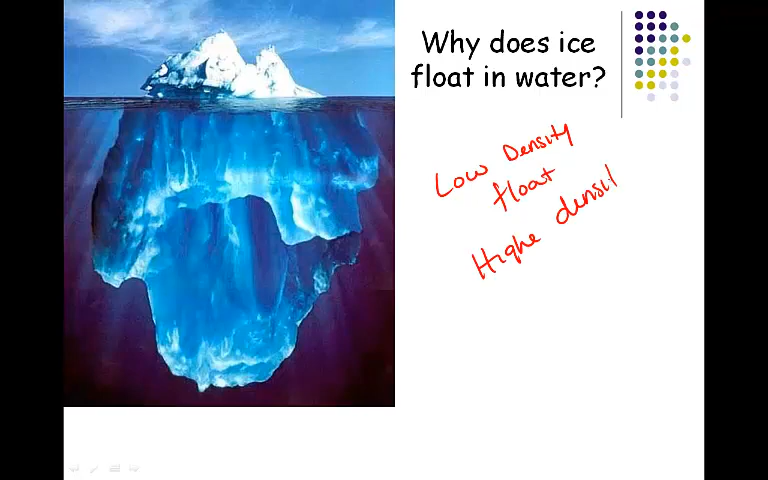 Why does ice
float in water?
Low Density
float
Highe densit